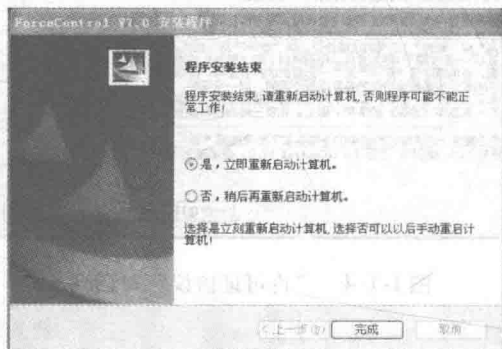 ForceControl V7.0 安装程序
程序安装结束
程序安装结束,请重新启动计算机,否则程序可能不能正
常工作!
是,立即重新启动计算机。
否,稍后再重新启动计算机。
选择是立刻重新启动计算机,选择否可以以后手动重启计
算机!
<上一步(B) 完成 取消